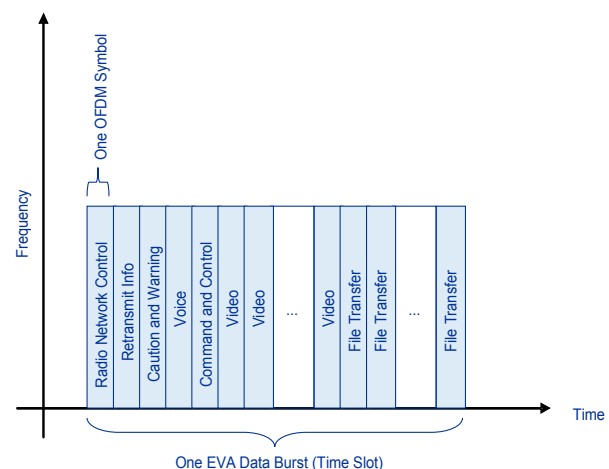 One OFDM Symbol
Frequency
Radio Network Control
Retransmit Info
Caution and Warning
Voice
Command and Control
Video
Video
...
Video
File Transfer
File Transfer
...
File Transfer
Time
One EVA Data Burst (Time Slot)